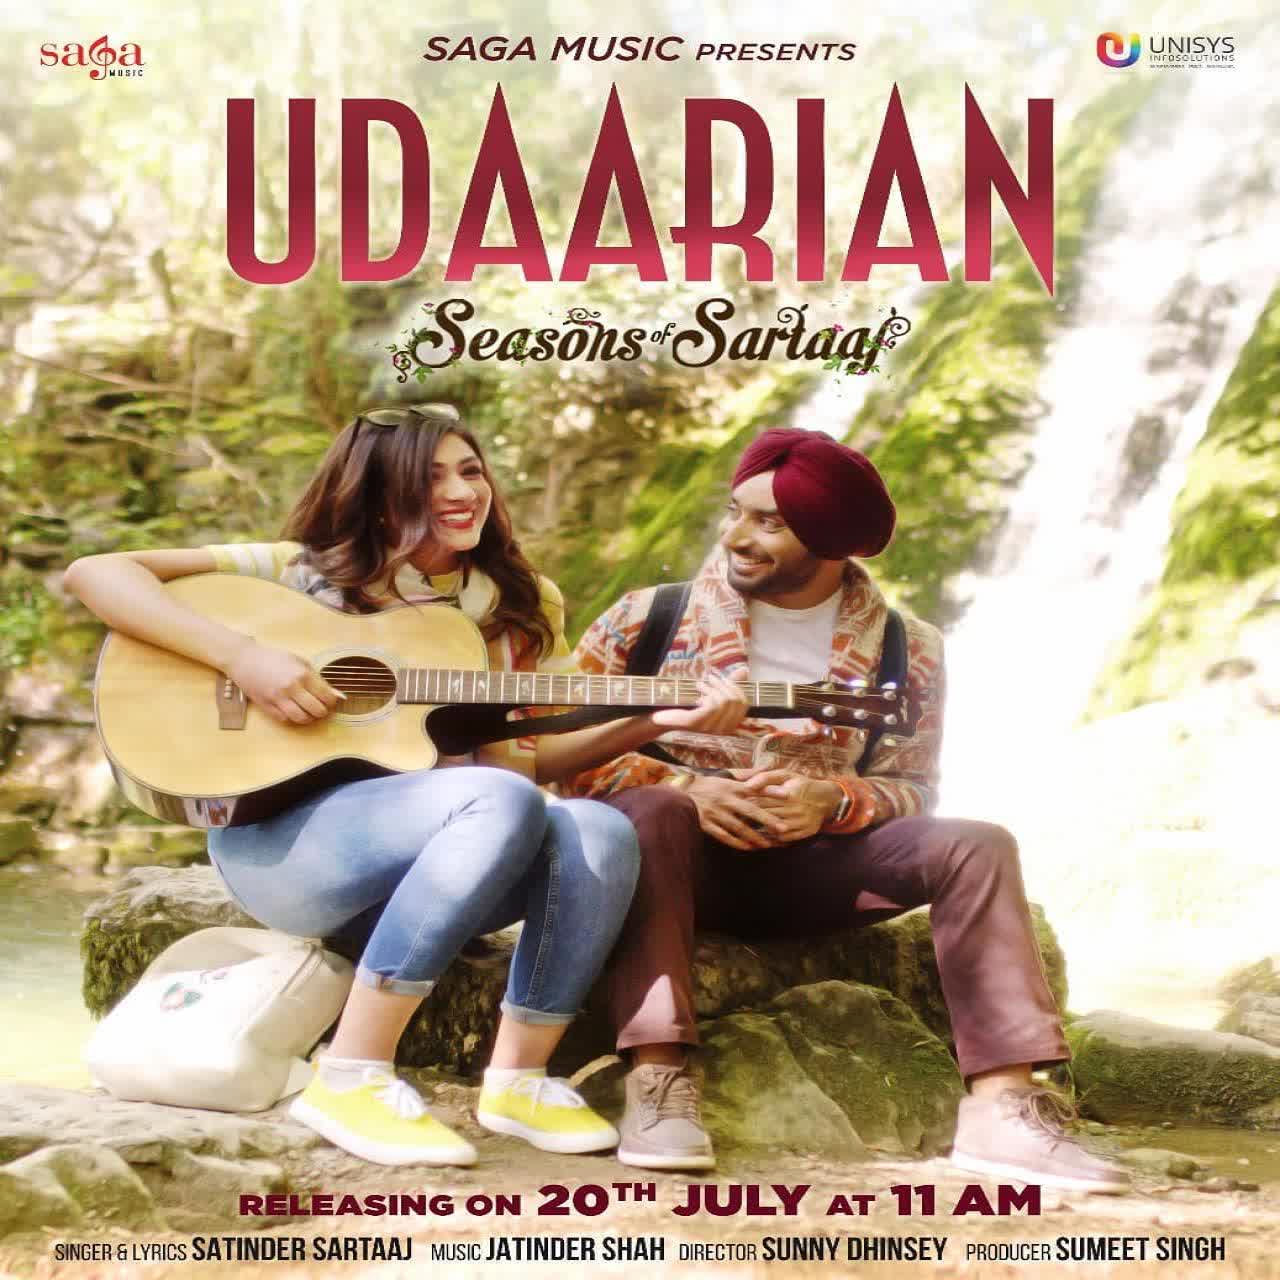 saga
MUSIC
SAGA MUSIC PRESENTS
UNISYS
INFOSOLUTIONS
UDAARIAN
Seasons of Sartaaj
RELEASING ON 20TH JULY AT 11 AM
SINGER & LYRICS SATINDER SARTAAJ MUSIC JATINDER SHAH DIRECTOR SUNNY DHINSEY PRODUCER SUMEET SINGH